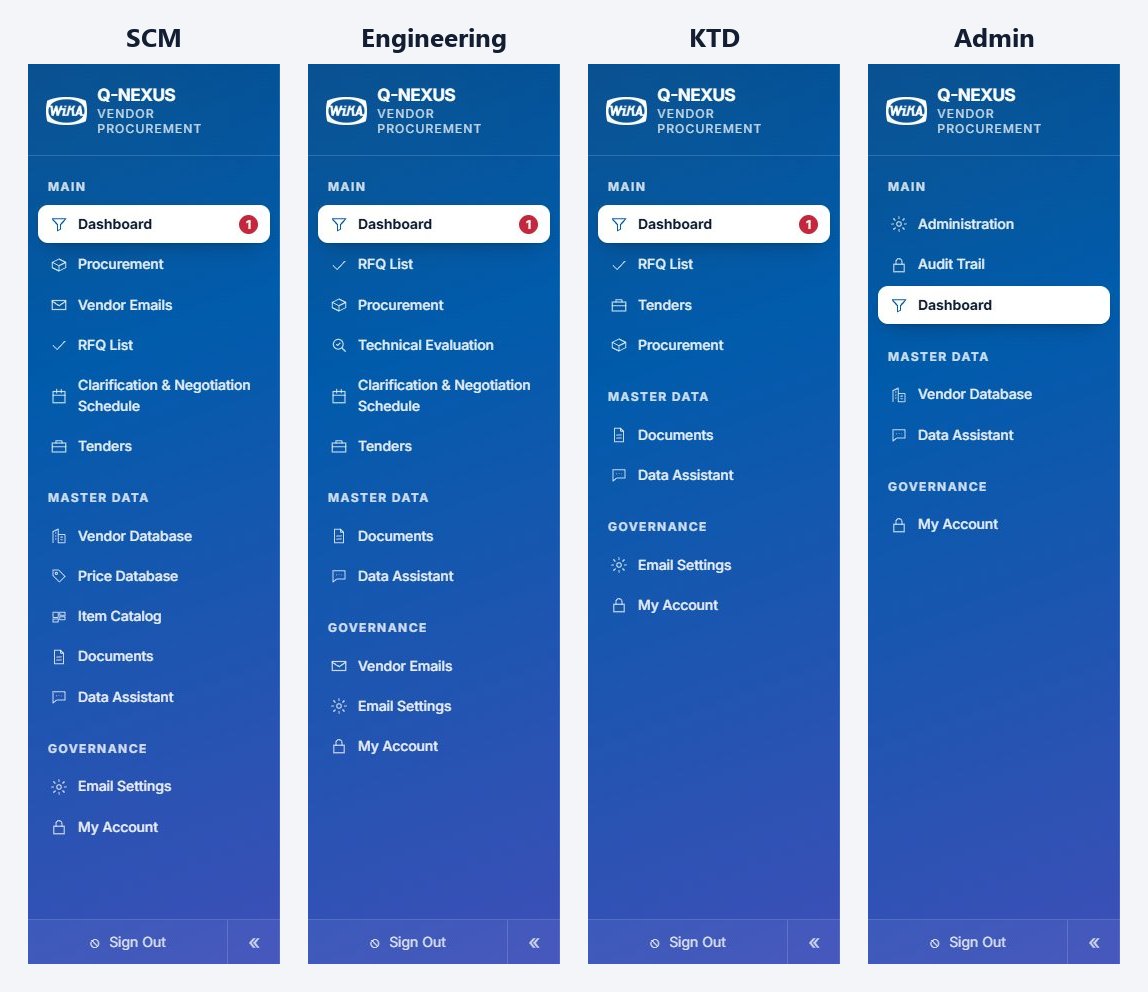 SCM
WiKA
Q-NEXUS
VENDOR
PROCUREMENT
MAIN
Dashboard 1
Procurement
Vendor Emails
RFQ List
Clarification & Negotiation
Schedule
Tenders
MASTER DATA
Vendor Database
Price Database
Item Catalog
Documents
Data Assistant
GOVERNANCE
Email Settings
My Account
Sign Out «
Engineering
WiKA
Q-NEXUS
VENDOR
PROCUREMENT
MAIN
Dashboard 1
RFQ List
Procurement
Technical Evaluation
Clarification & Negotiation
Schedule
Tenders
MASTER DATA
Documents
Data Assistant
GOVERNANCE
Vendor Emails
Email Settings
My Account
Sign Out «
KTD
WiKA
Q-NEXUS
VENDOR
PROCUREMENT
MAIN
Dashboard 1
RFQ List
Tenders
Procurement
MASTER DATA
Documents
Data Assistant
GOVERNANCE
Email Settings
My Account
Sign Out «
Admin
WiKA
Q-NEXUS
VENDOR
PROCUREMENT
MAIN
Administration
Audit Trail
Dashboard
MASTER DATA
Vendor Database
Data Assistant
GOVERNANCE
My Account
Sign Out «